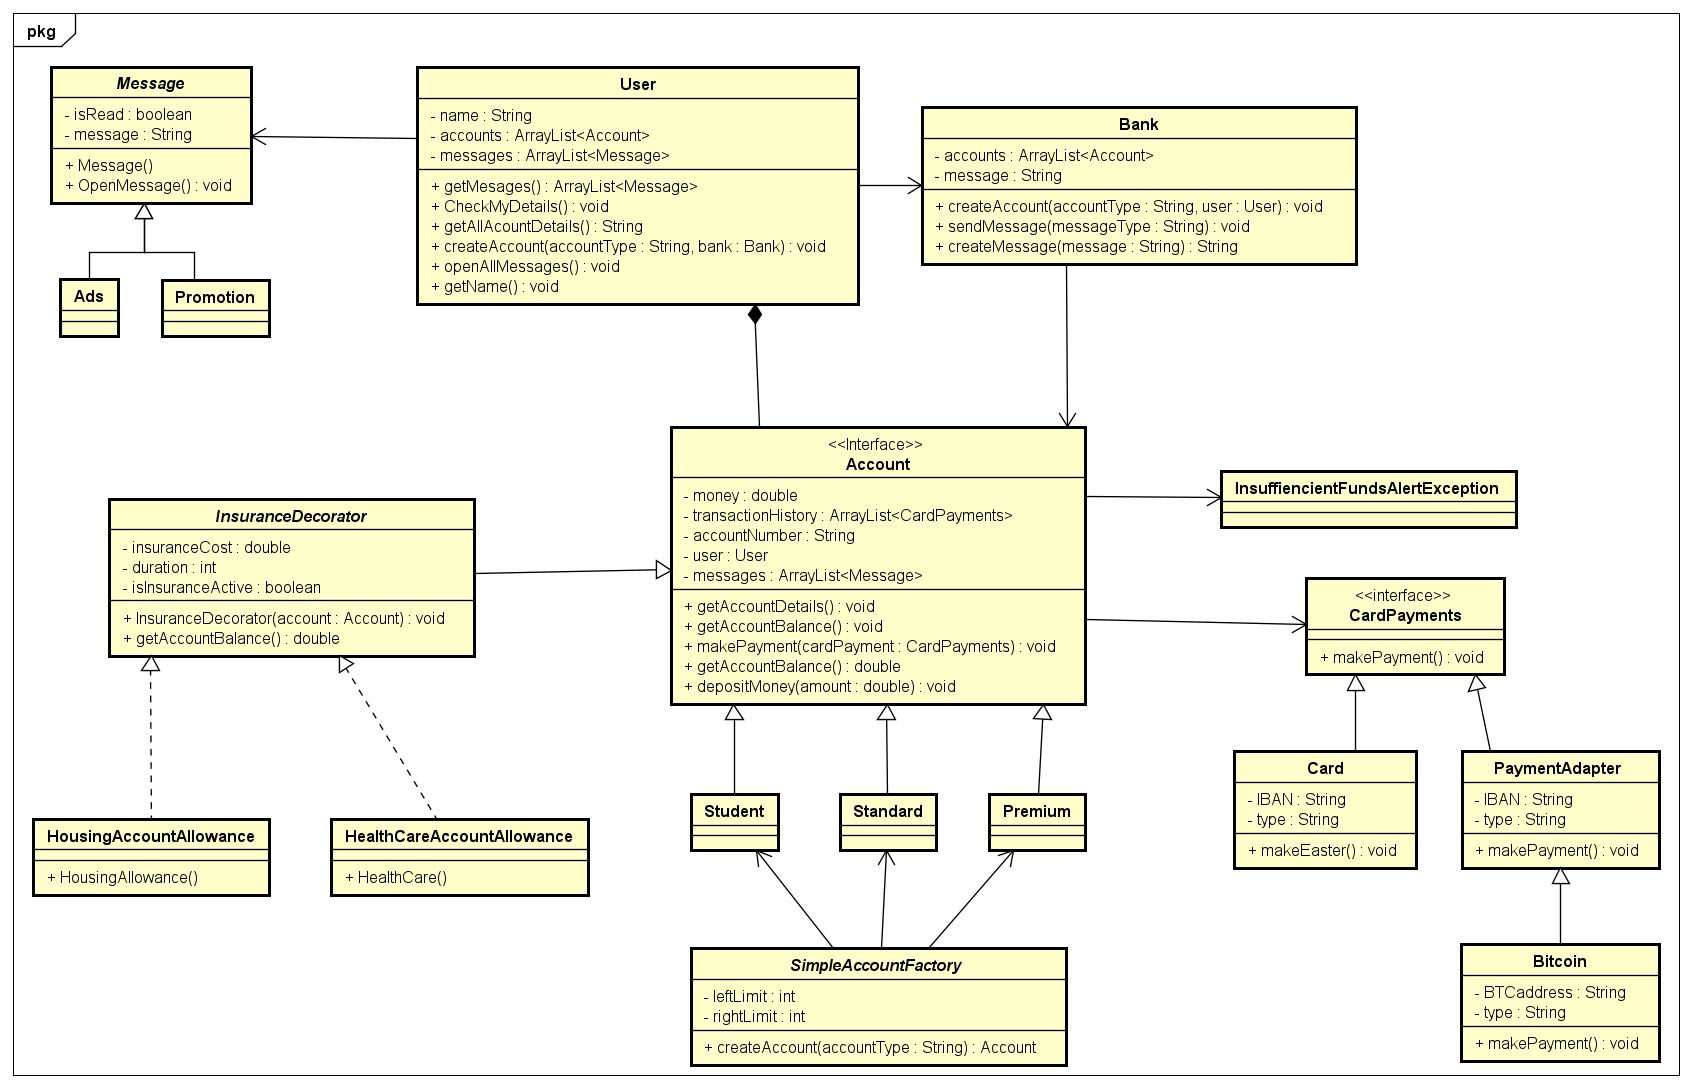 pkg
Message
- isRead : boolean
- message : String
+ Message()
+ OpenMessage() : void
Ads
Promotion
User
- name : String
- accounts : ArrayList<Account>
- messages : ArrayList<Message>
+ getMesages() : ArrayList<Message>
+ CheckMyDetails() : void
+ getAllAcountDetails() : String
+ createAccount(accountType : String, bank : Bank) : void
+ openAllMessages() : void
+ getName() : void
Bank
- accounts : ArrayList<Account>
- message : String
+ createAccount(accountType : String, user : User) : void
+ sendMessage(messageType : String) : void
+ createMessage(message : String) : String
<<Interface>>
Account
- money : double
- transactionHistory : ArrayList<CardPayments>
- accountNumber : String
- user : User
- messages : ArrayList<Message>
+ getAccountDetails() : void
+ getAccountBalance() : void
+ makePayment(cardPayment : CardPayments) : void
+ getAccountBalance() : double
+ depositMoney(amount : double) : void
InsuffiencientFundsAlertException
InsuranceDecorator
- insuranceCost : double
- duration : int
- isInsuranceActive : boolean
+ InsuranceDecorator(account : Account) : void
+ getAccountBalance() : double
<<interface>>
CardPayments
+ makePayment() : void
HousingAccountAllowance
+ HousingAllowance()
HealthCareAccountAllowance
+ HealthCare()
Student
Standard
Premium
Card
- IBAN : String
- type : String
+ makeEaster() : void
PaymentAdapter
- IBAN : String
- type : String
+ makePayment() : void
SimpleAccountFactory
- leftLimit : int
- rightLimit : int
+ createAccount(accountType : String) : Account
Bitcoin
- BTCaddress : String
- type : String
+ makePayment() : void